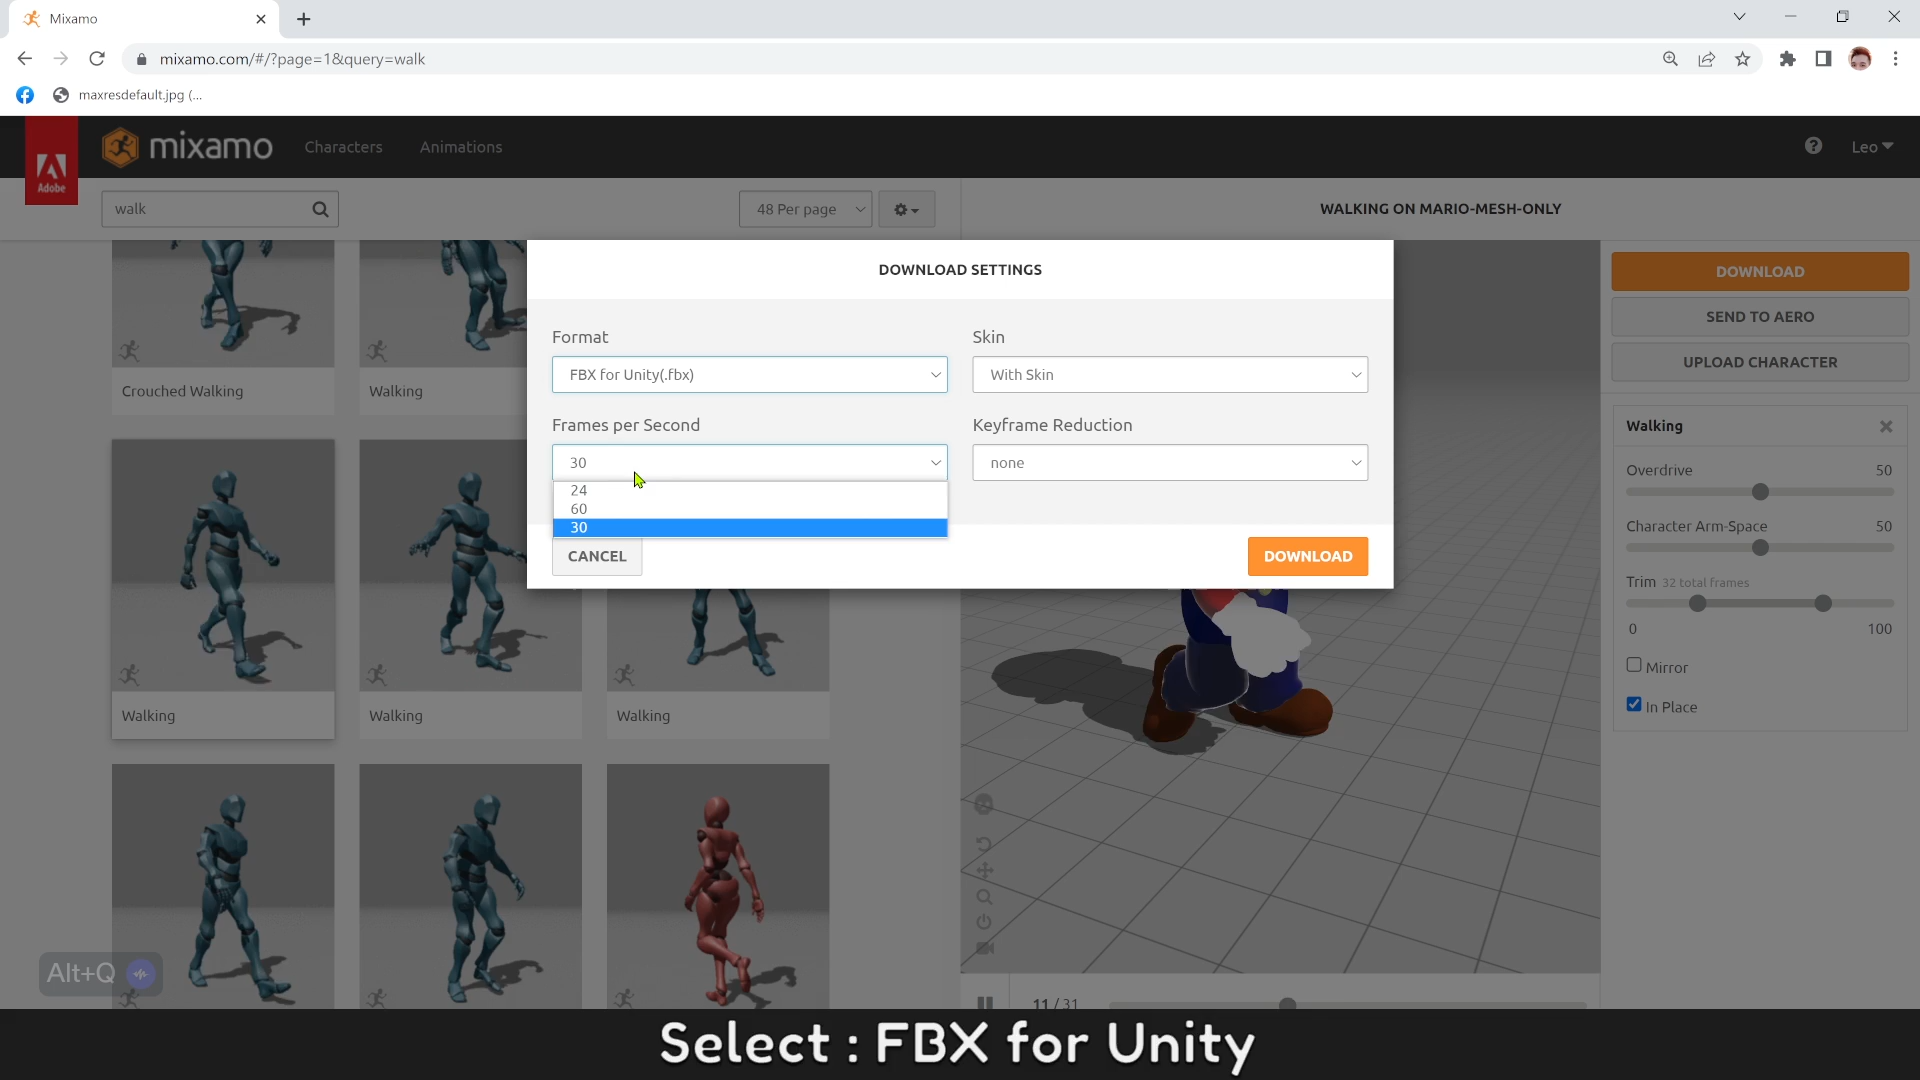 Mixamo
mixamo.com/#/?page=1&query=walk
maxresdefault.jpg (...
Adobe
mixamo
Characters
Animations
Leo
walk
48 Per page
WALKING ON MARIO-MESH-ONLY
DOWNLOAD SETTINGS
Format
Skin
FBX for Unity(.fbx)
With Skin
Frames per Second
Keyframe Reduction
30
none
24
60
30
CANCEL
DOWNLOAD
DOWNLOAD
SEND TO AERO
UPLOAD CHARACTER
Walking
Overdrive 50
Character Arm-Space 50
Trim 32 total frames
0 100
Mirror
In Place
Crouched Walking
Walking
Walking
Walking
Walking
Alt+Q
11 / 31
Select : FBX for Unity